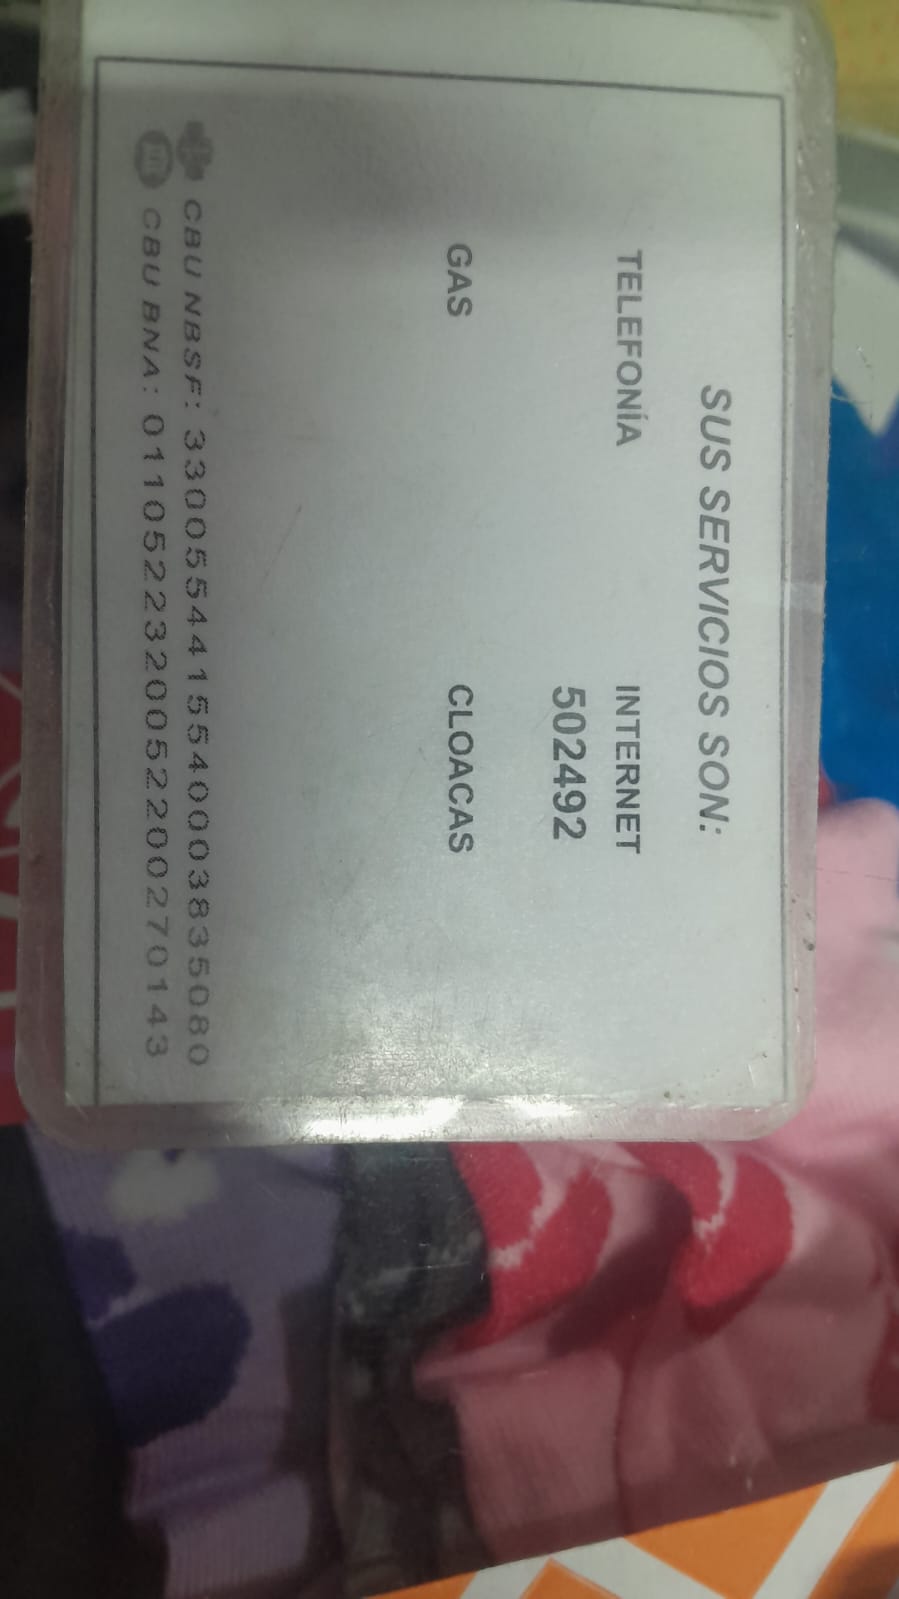 SUS SERVICIOS SON:
TELEFONÍA INTERNET
502492
GAS CLOACAS
CBU NBSF: 3300554415540003835080
CBU BNA: 0110522320052200270143